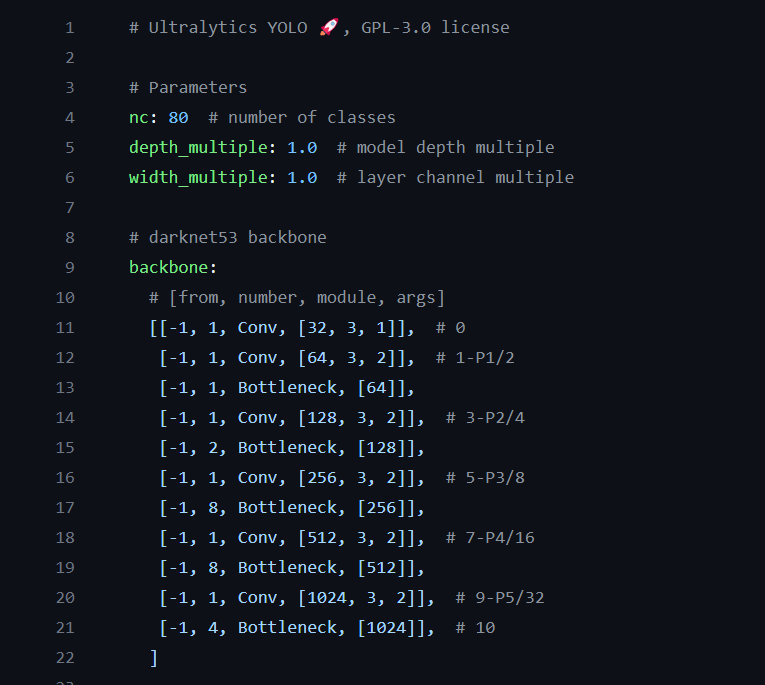 1 # Ultralytics YOLO 🚀, GPL-3.0 license
2
3 # Parameters
4 nc: 80  # number of classes
5 depth_multiple: 1.0  # model depth multiple
6 width_multiple: 1.0  # layer channel multiple
7
8 # darknet53 backbone
9 backbone:
10   # [from, number, module, args]
11   [[-1, 1, Conv, [32, 3, 1]],  # 0
12    [-1, 1, Conv, [64, 3, 2]],  # 1-P1/2
13    [-1, 1, Bottleneck, [64]],
14    [-1, 1, Conv, [128, 3, 2]],  # 3-P2/4
15    [-1, 2, Bottleneck, [128]],
16    [-1, 1, Conv, [256, 3, 2]],  # 5-P3/8
17    [-1, 8, Bottleneck, [256]],
18    [-1, 1, Conv, [512, 3, 2]],  # 7-P4/16
19    [-1, 8, Bottleneck, [512]],
20    [-1, 1, Conv, [1024, 3, 2]],  # 9-P5/32
21    [-1, 4, Bottleneck, [1024]],  # 10
22   ]